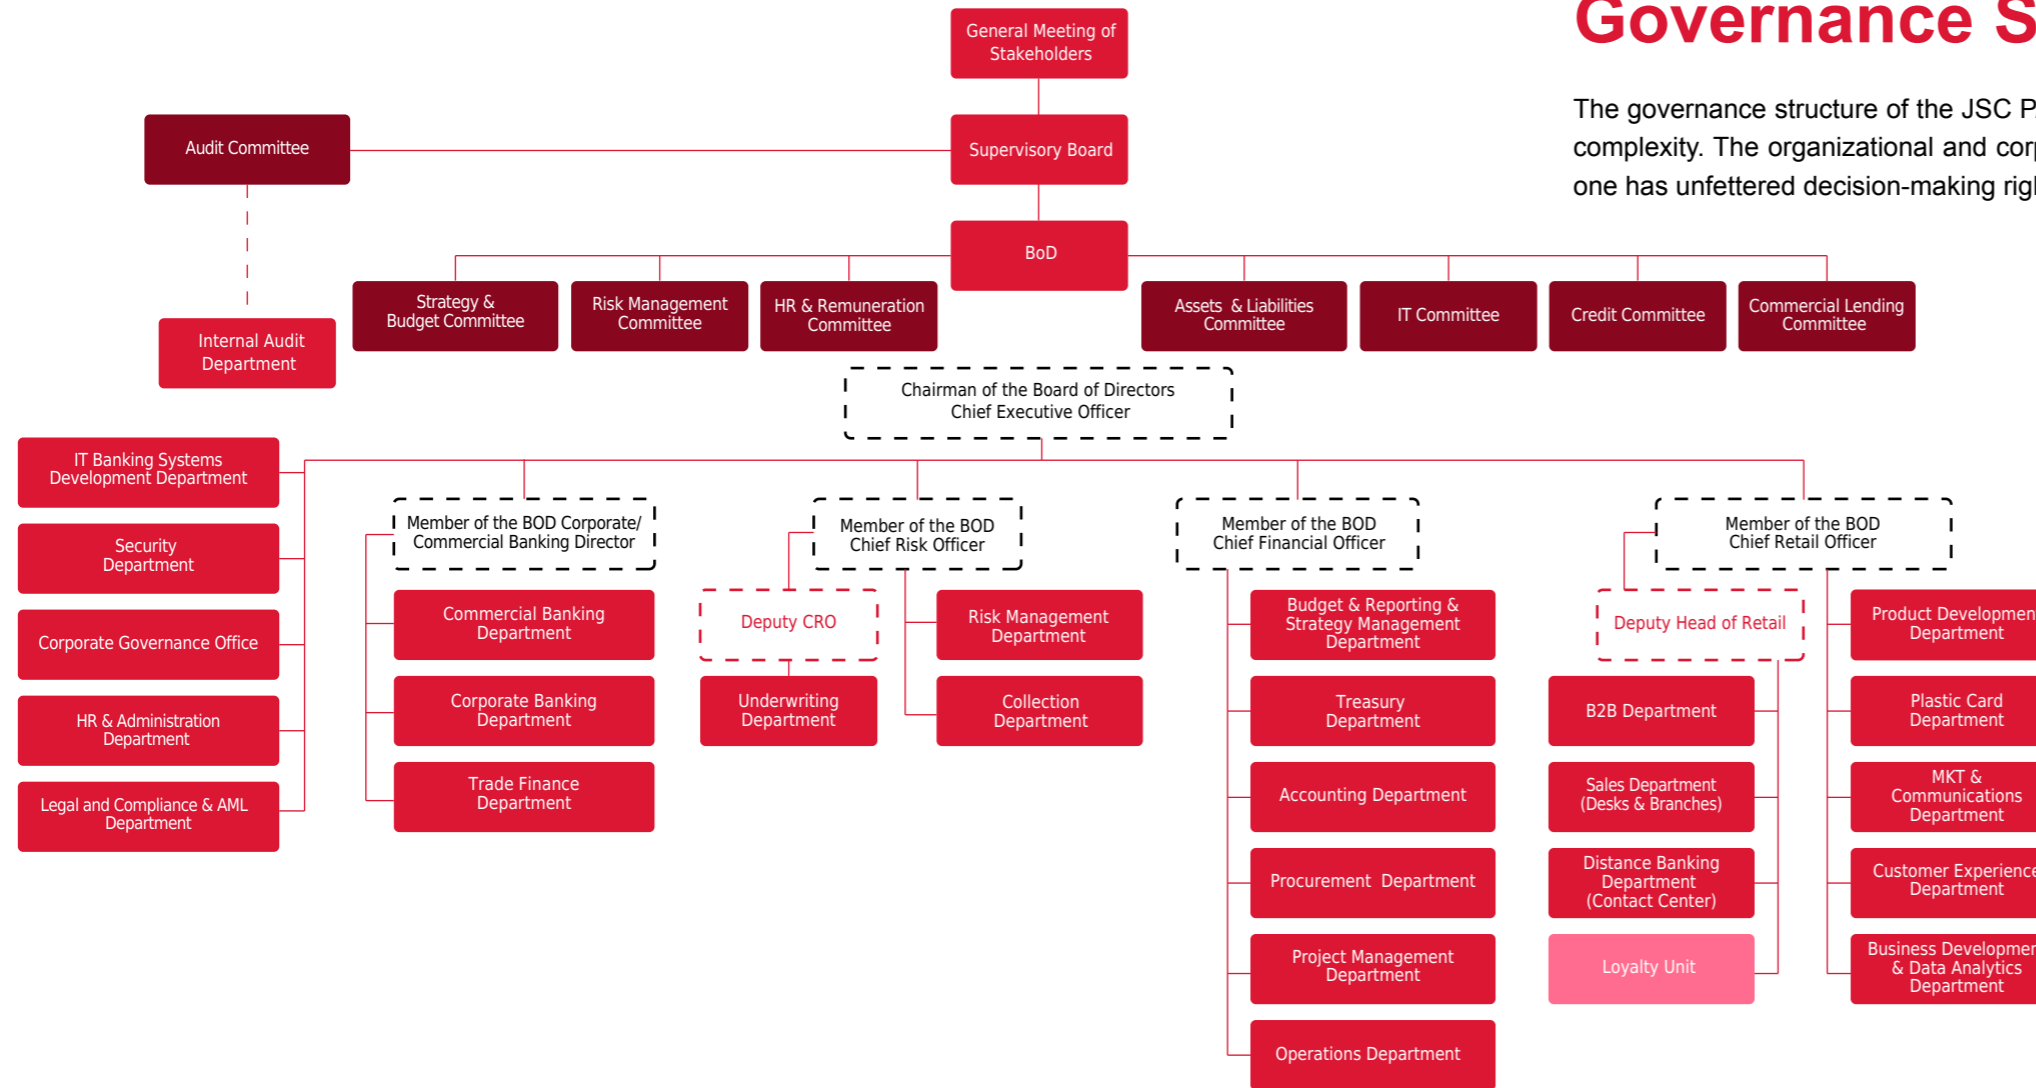 Governance S
The governance structure of the JSC P
complexity. The organizational and corp
one has unfettered decision-making righ
General Meeting of
Stakeholders
Audit Committee
Supervisory Board
BoD
Strategy &
Budget Committee
Risk Management
Committee
HR & Remuneration
Committee
Assets & Liabilities
Committee
IT Committee
Credit Committee
Commercial Lending
Committee
Internal Audit
Department
Chairman of the Board of Directors
Chief Executive Officer
IT Banking Systems
Development Department
Security
Department
Corporate Governance Office
HR & Administration
Department
Legal and Compliance & AML
Department
Member of the BOD Corporate/
Commercial Banking Director
Commercial Banking
Department
Corporate Banking
Department
Trade Finance
Department
Member of the BOD
Chief Risk Officer
Deputy CRO
Underwriting
Department
Risk Management
Department
Collection
Department
Member of the BOD
Chief Financial Officer
Budget & Reporting &
Strategy Management
Department
Treasury
Department
Accounting Department
Procurement Department
Project Management
Department
Operations Department
Member of the BOD
Chief Retail Officer
Deputy Head of Retail
B2B Department
Sales Department
(Desks & Branches)
Distance Banking
Department
(Contact Center)
Loyalty Unit
Product Developmen
Department
Plastic Card
Department
MKT &
Communications
Department
Customer Experience
Department
Business Developmen
& Data Analytics
Department